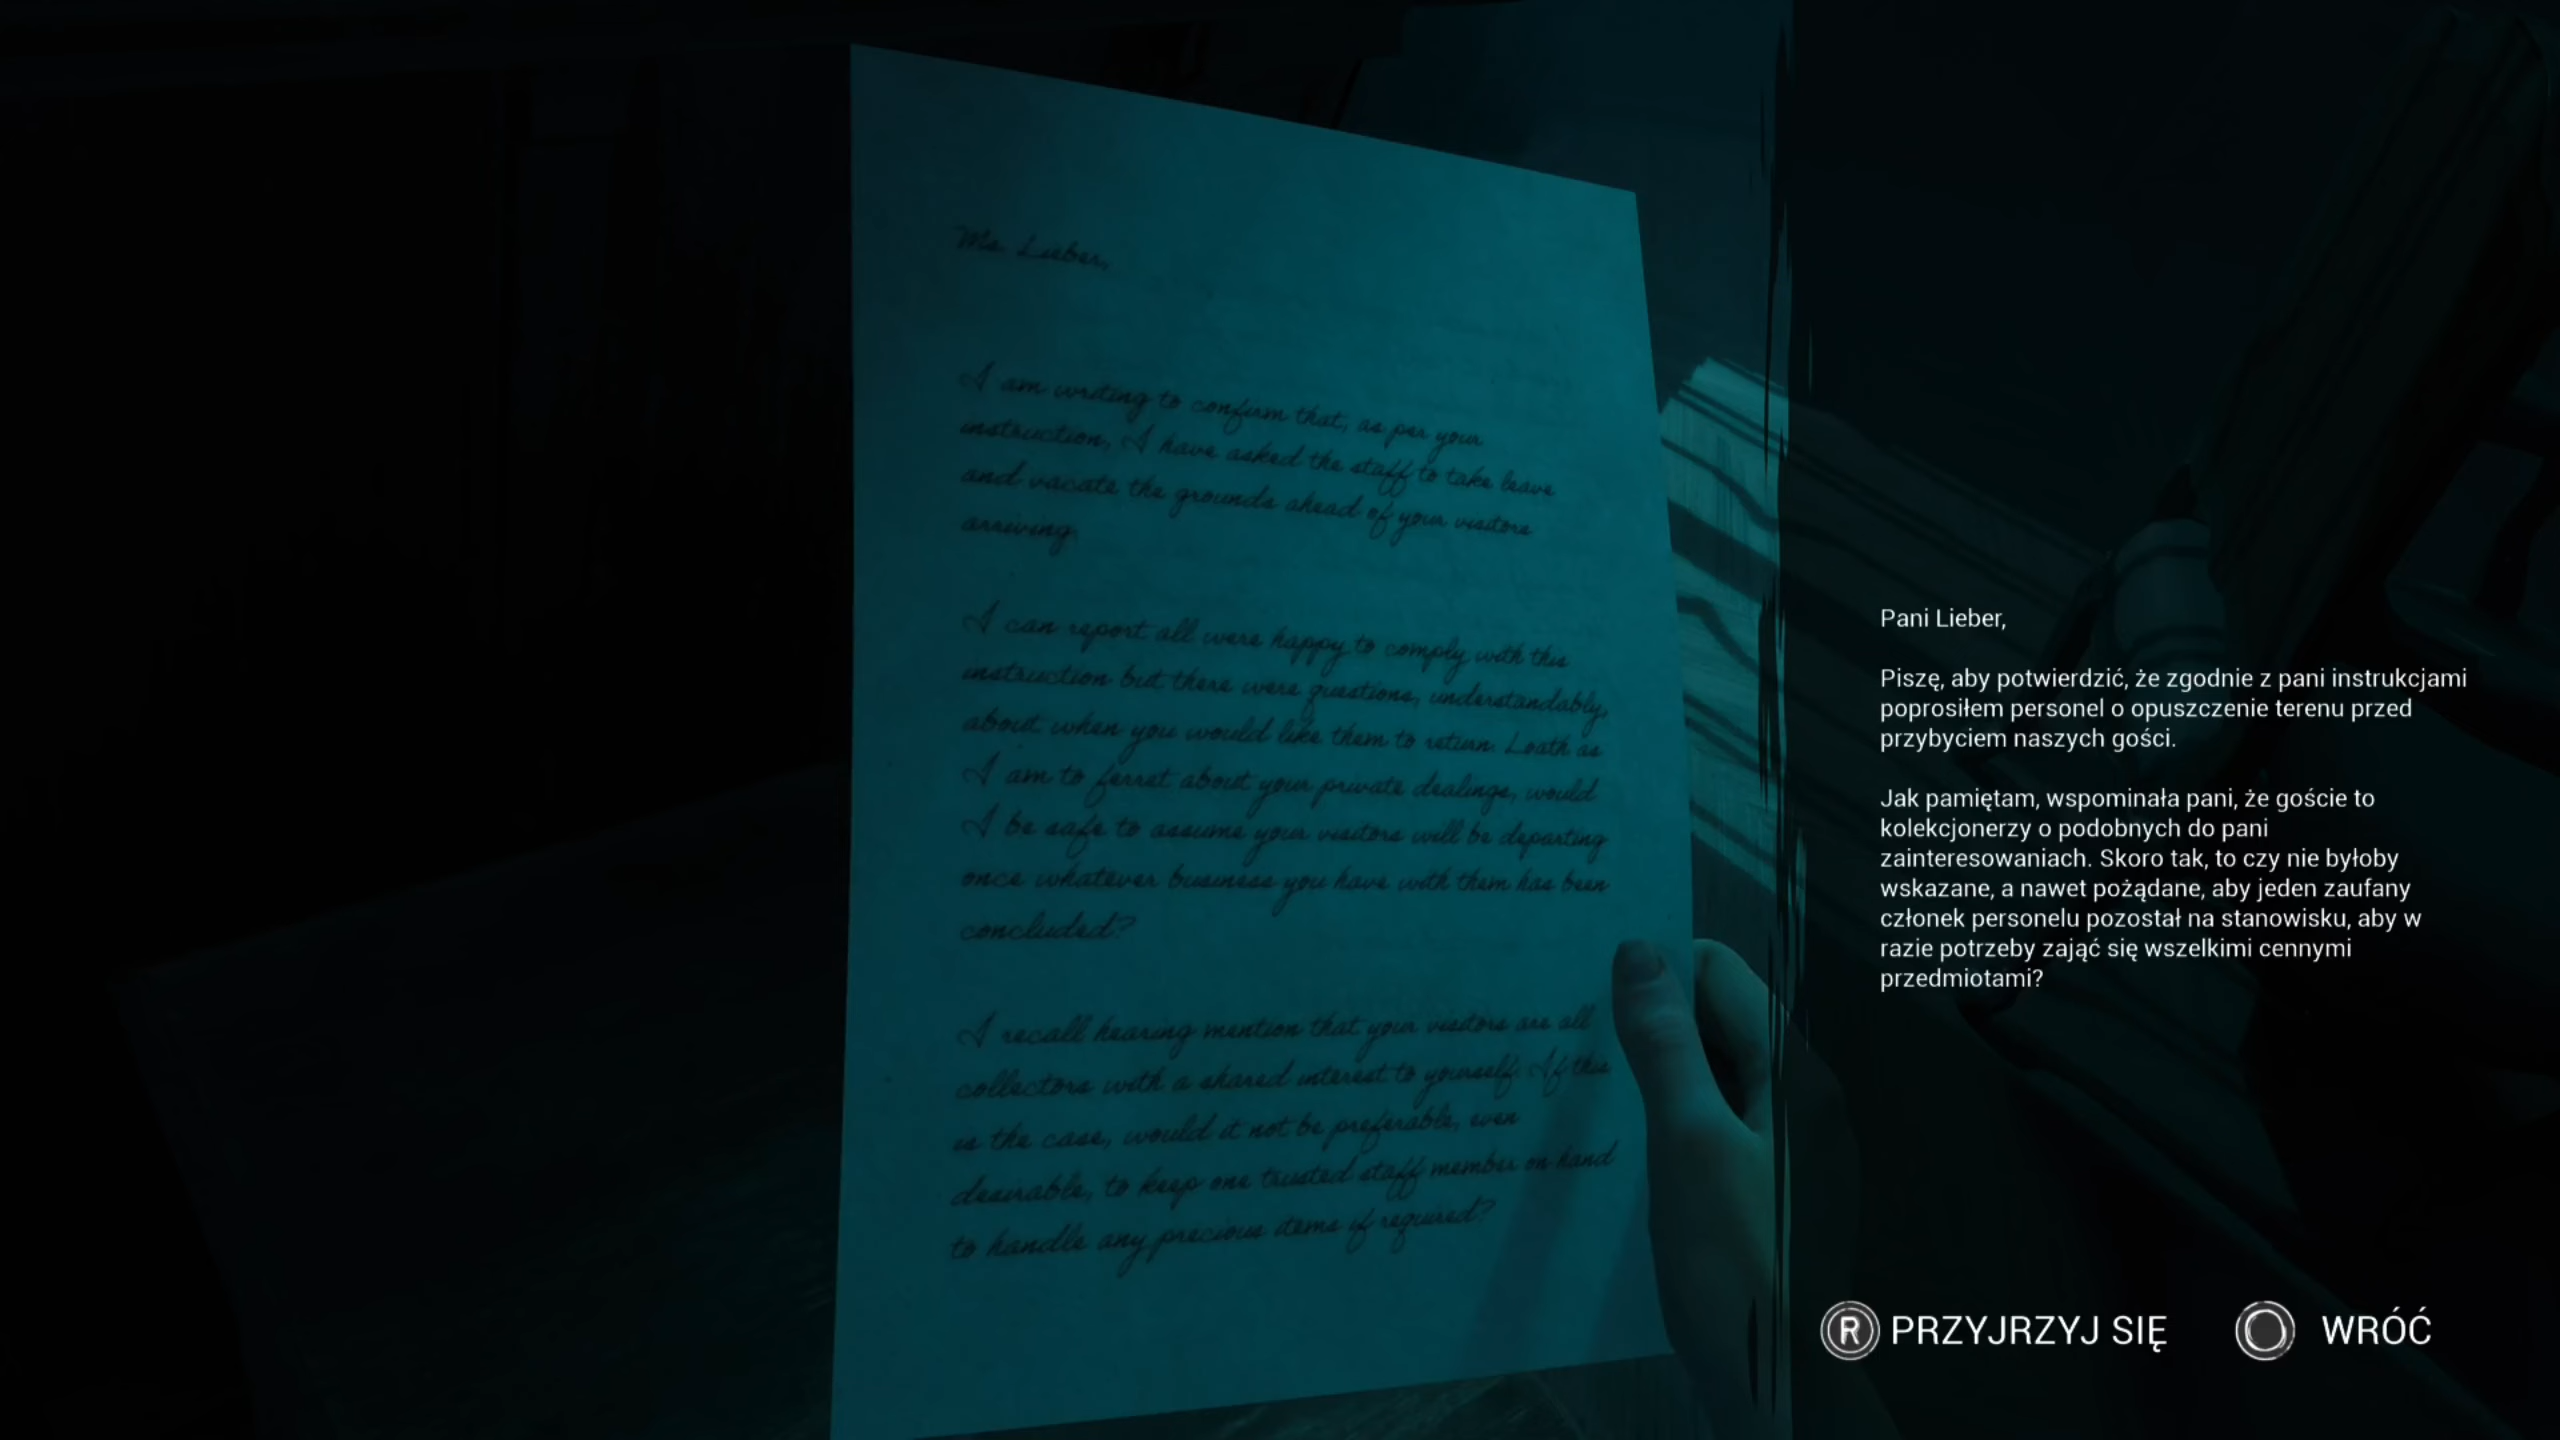 Ms. Lieber,
I am writing to confirm that, as per your
instruction, I have asked the staff to take leave
and vacate the grounds ahead of your visitors
arriving.
I can report all were happy to comply with this
instruction but there were questions, understandably,
about when you would like them to return. Loath as
I am to ferret about your private dealings, would
I be safe to assume your visitors will be departing
once whatever business you have with them has been
concluded?
I recall hearing mention that your visitors are all
collectors with a shared interest to yourself. If this
is the case, would it not be preferable, even
desirable, to keep one trusted staff member on hand
to handle any precious items if required?
Pani Lieber,
Piszę, aby potwierdzić, że zgodnie z pani instrukcjami
poprosiłem personel o opuszczenie terenu przed
przybyciem naszych gości.
Jak pamiętam, wspominała pani, że goście to
kolekcjonerzy o podobnych do pani
zainteresowaniach. Skoro tak, to czy nie byłoby
wskazane, a nawet pożądane, aby jeden zaufany
członek personelu pozostał na stanowisku, aby w
razie potrzeby zająć się wszelkimi cennymi
przedmiotami?
R PRZYJRZYJ SIĘ WRÓĆ